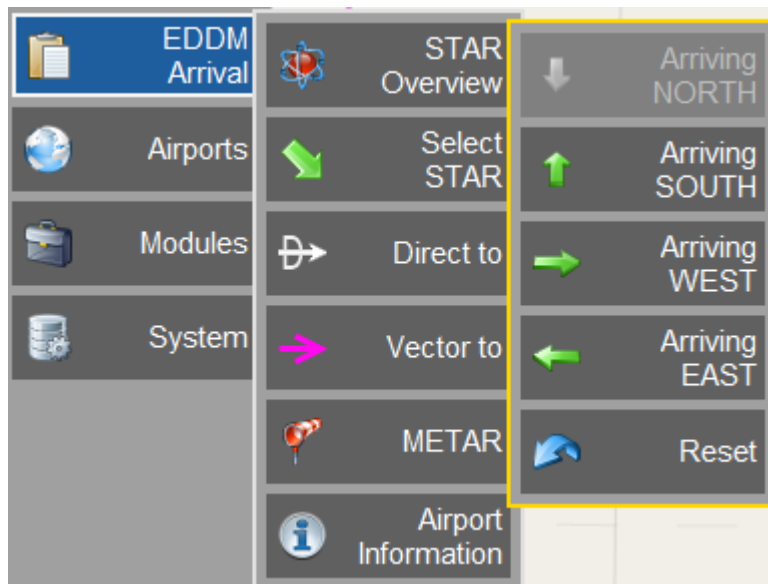 EDDM
Arrival
Airports
Modules
System
STAR
Overview
Select
STAR
Direct to
Vector to
METAR
Airport
Information
Arriving
NORTH
Arriving
SOUTH
Arriving
WEST
Arriving
EAST
Reset